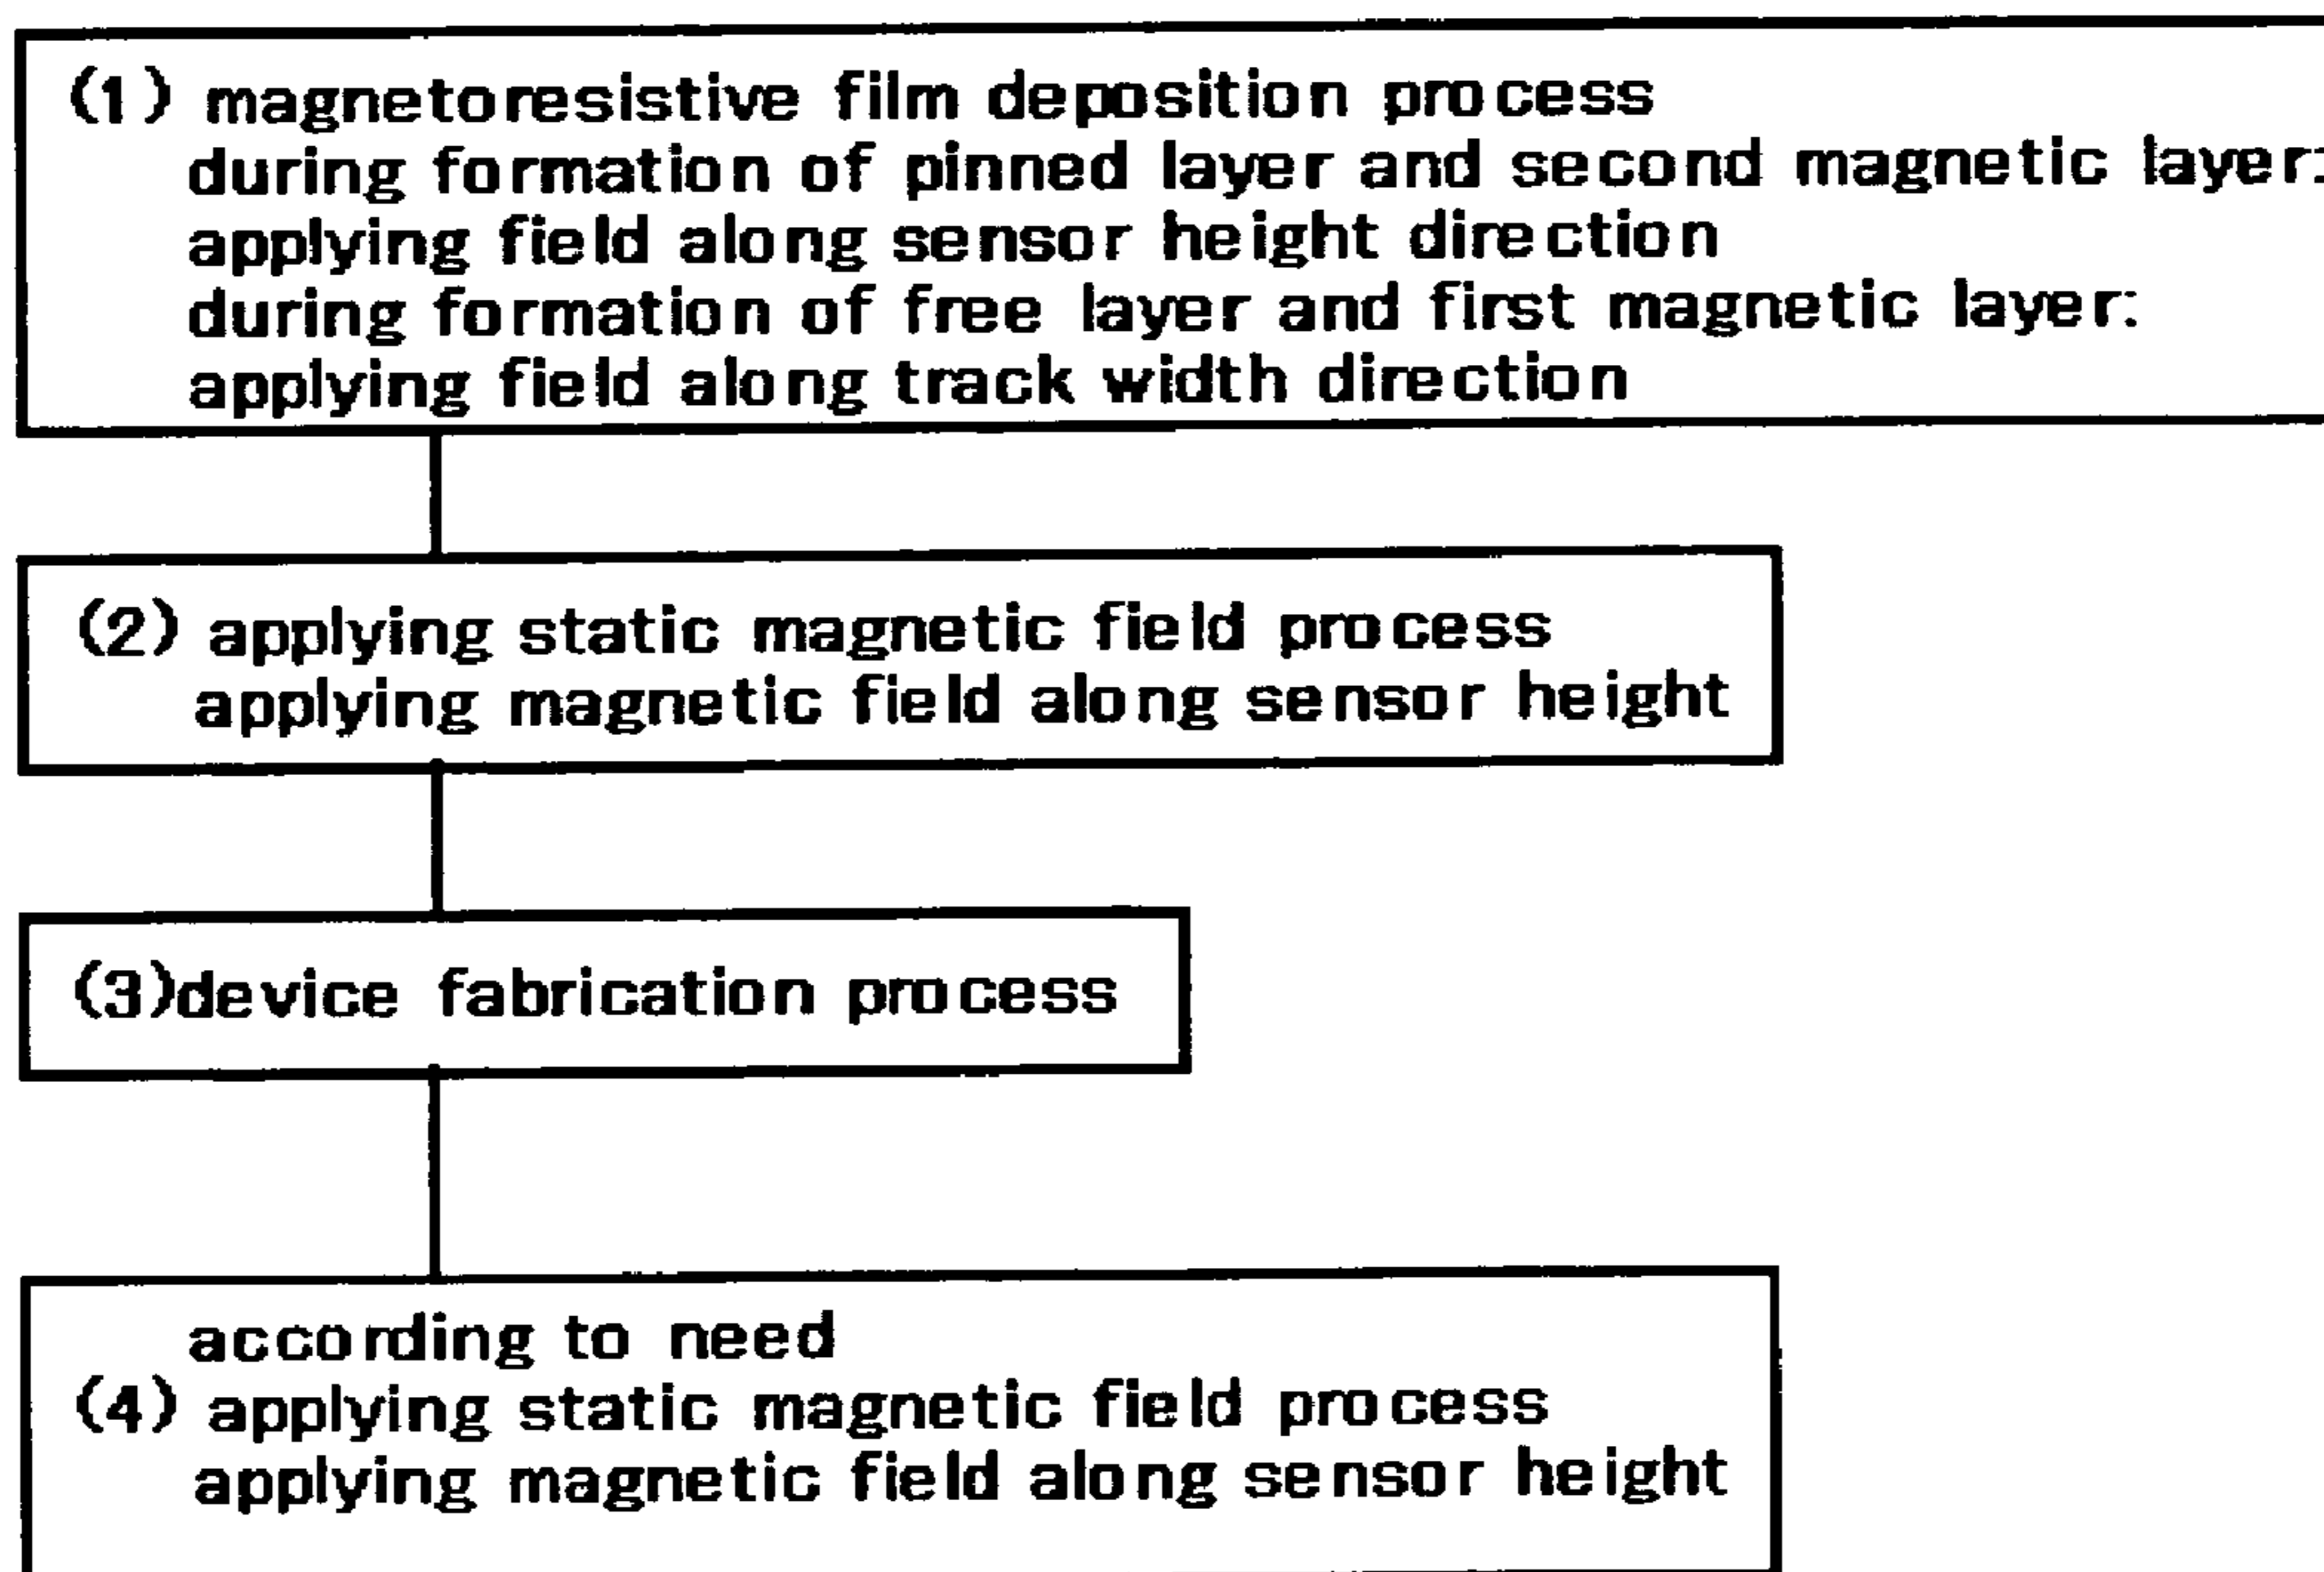 (1) magnetoresistive film deposition process
during formation of pinned layer and second magnetic layer:
applying field along sensor height direction
during formation of free layer and first magnetic layer:
applying field along track width direction
(2) applying static magnetic field process
applying magnetic field along sensor height
(3)device fabrication process
according to need
(4) applying static magnetic field process
applying magnetic field along sensor height